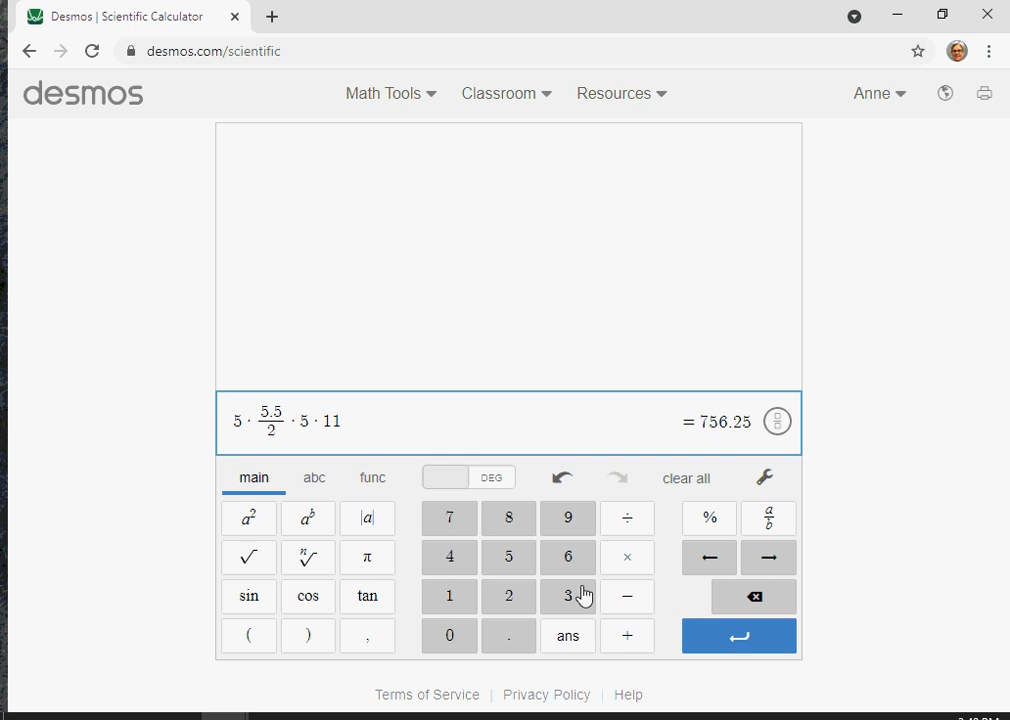 Desmos | Scientific Calculator
desmos.com/scientific
desmos
Math Tools Classroom Resources Anne
5 · 5.5/2 · 5 · 11 = 756.25
main abc func DEG clear all
a² aᵇ |a| 7 8 9 ÷ % a/b
√ ⁿ√ π 4 5 6 × ← →
sin cos tan 1 2 3 −
( ) , 0 . ans +
Terms of Service | Privacy Policy | Help